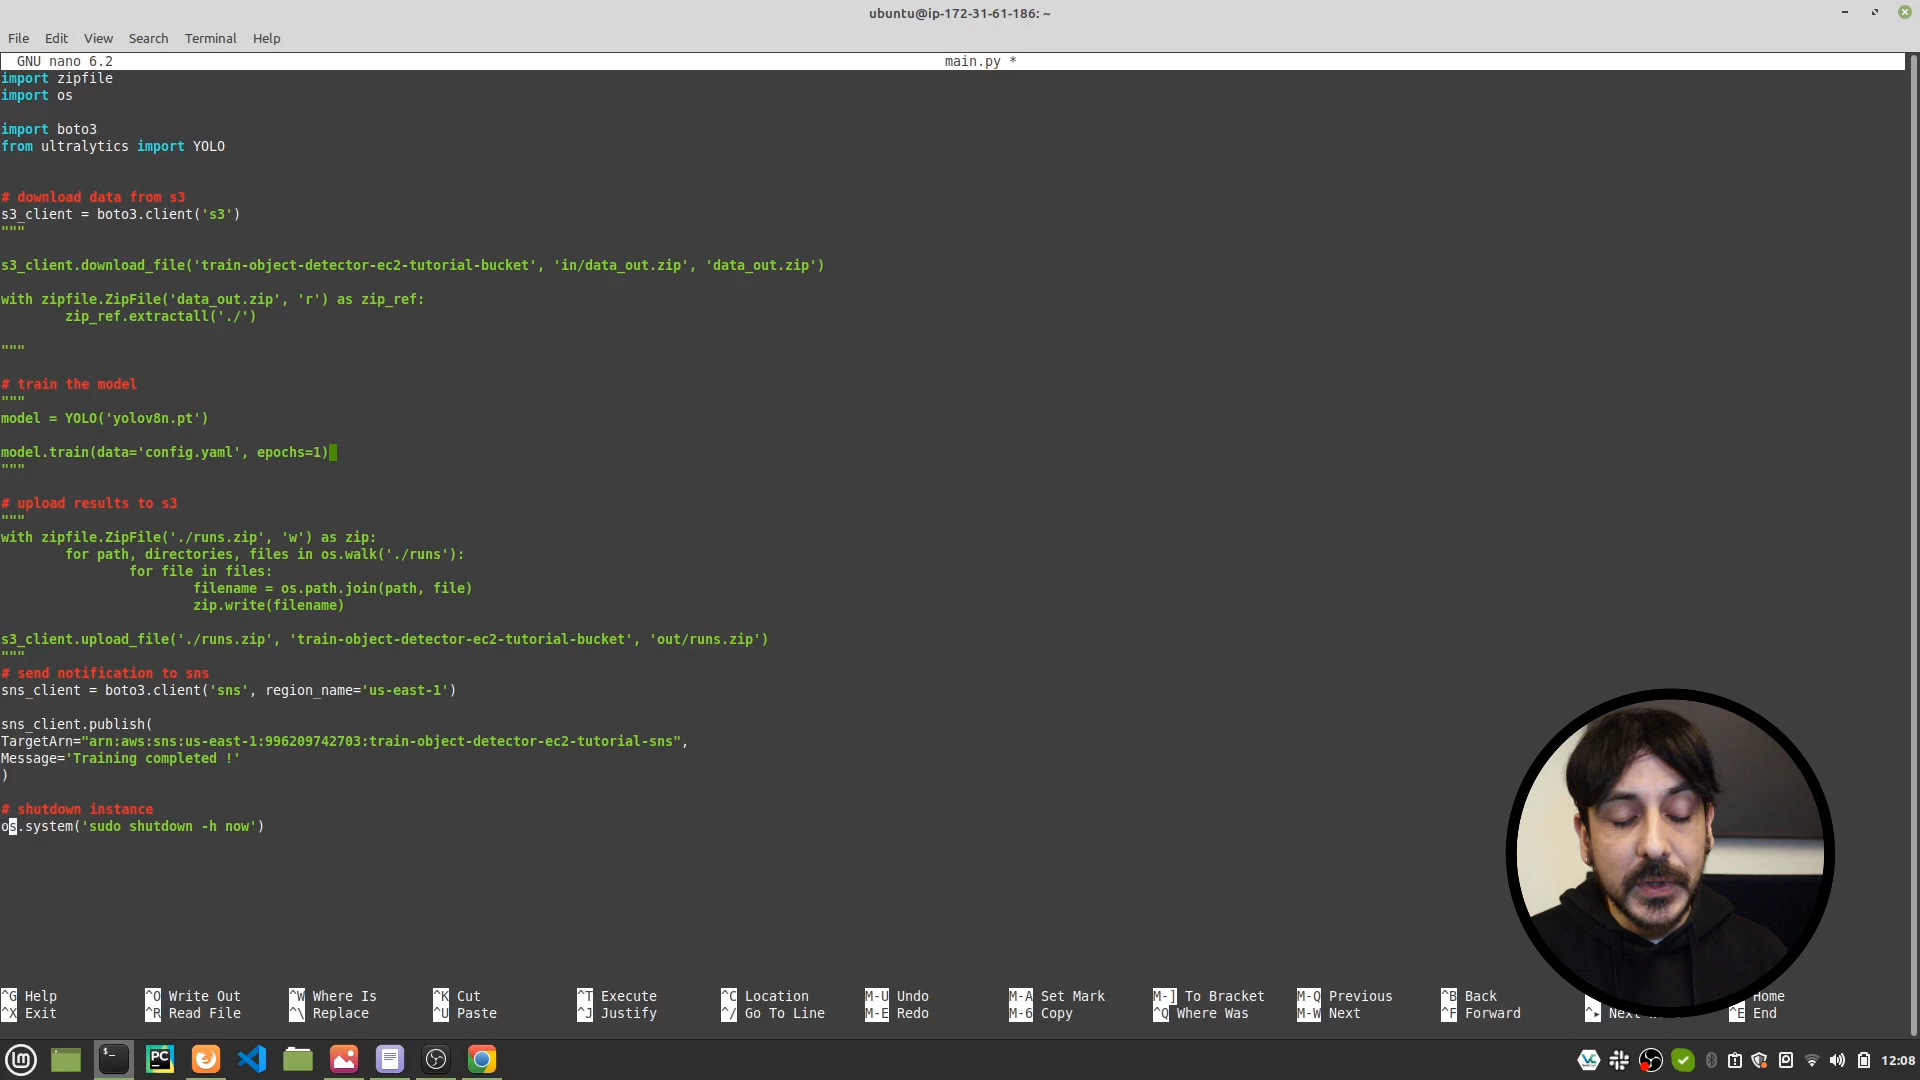 ubuntu@ip-172-31-61-186: ~
File Edit View Search Terminal Help
GNU nano 6.2 main.py *
import zipfile
import os
import boto3
from ultralytics import YOLO
# download data from s3
s3_client = boto3.client('s3')
"""
s3_client.download_file('train-object-detector-ec2-tutorial-bucket', 'in/data_out.zip', 'data_out.zip')
with zipfile.ZipFile('data_out.zip', 'r') as zip_ref:
        zip_ref.extractall('./')
"""
# train the model
"""
model = YOLO('yolov8n.pt')
model.train(data='config.yaml', epochs=1)
"""
# upload results to s3
"""
with zipfile.ZipFile('./runs.zip', 'w') as zip:
        for path, directories, files in os.walk('./runs'):
                for file in files:
                        filename = os.path.join(path, file)
                        zip.write(filename)
s3_client.upload_file('./runs.zip', 'train-object-detector-ec2-tutorial-bucket', 'out/runs.zip')
"""
# send notification to sns
sns_client = boto3.client('sns', region_name='us-east-1')
sns_client.publish(
TargetArn="arn:aws:sns:us-east-1:996209742703:train-object-detector-ec2-tutorial-sns",
Message='Training completed !'
)
# shutdown instance
os.system('sudo shutdown -h now')
^G Help ^O Write Out ^W Where Is ^K Cut ^T Execute ^C Location M-U Undo M-A Set Mark M-] To Bracket M-Q Previous ^B Back Home
^X Exit ^R Read File ^\ Replace ^U Paste ^J Justify ^/ Go To Line M-E Redo M-6 Copy ^Q Where Was M-W Next ^F Forward ^▸ ^E End
12:08